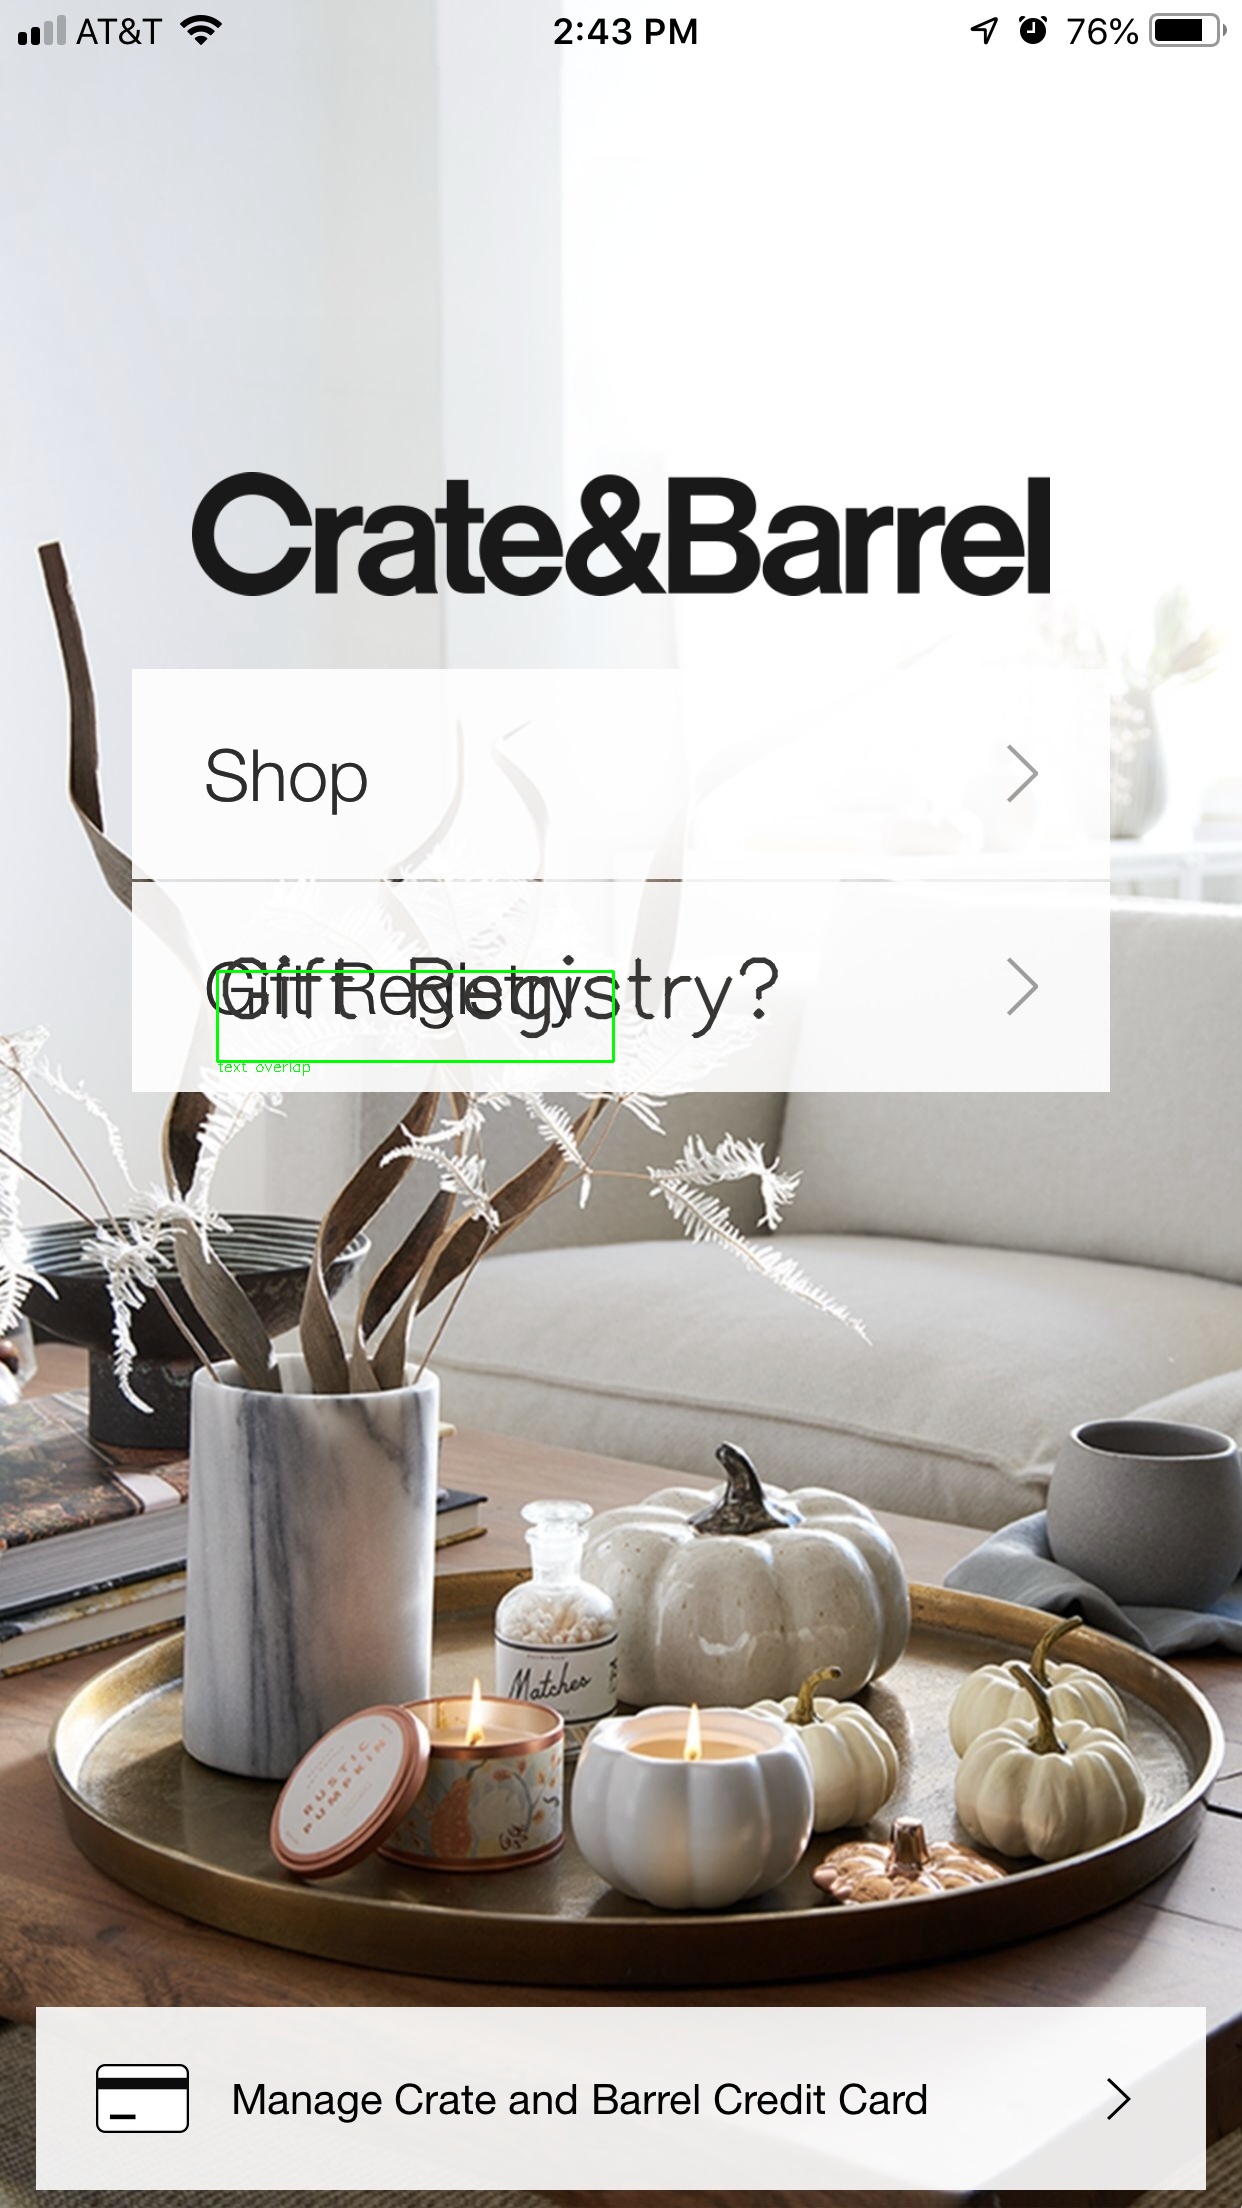 AT&T 2:43 PM 76%
Crate&Barrel
Shop
Gift Registry
Gift Registry?
text overlap
Matches
RUSTIC
PUMPKIN
Manage Crate and Barrel Credit Card